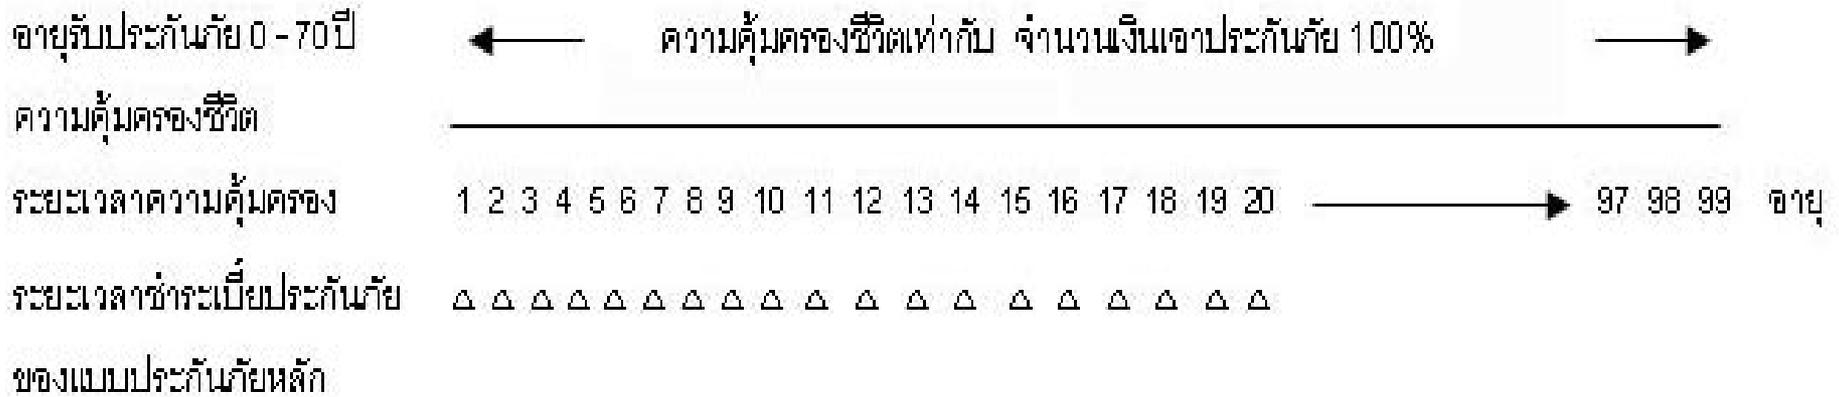 อายุรับประกันภัย 0 - 70 ปี ความคุ้มครองชีวิตเท่ากับ จำนวนเงินเอาประกันภัย 100%
ความคุ้มครองชีวิต
ระยะเวลาความคุ้มครอง 1 2 3 4 5 6 7 8 9 10 11 12 13 14 15 16 17 18 19 20 97 98 99 อายุ
ระยะเวลาชำระเบี้ยประกันภัย
ของแบบประกันภัยหลัก